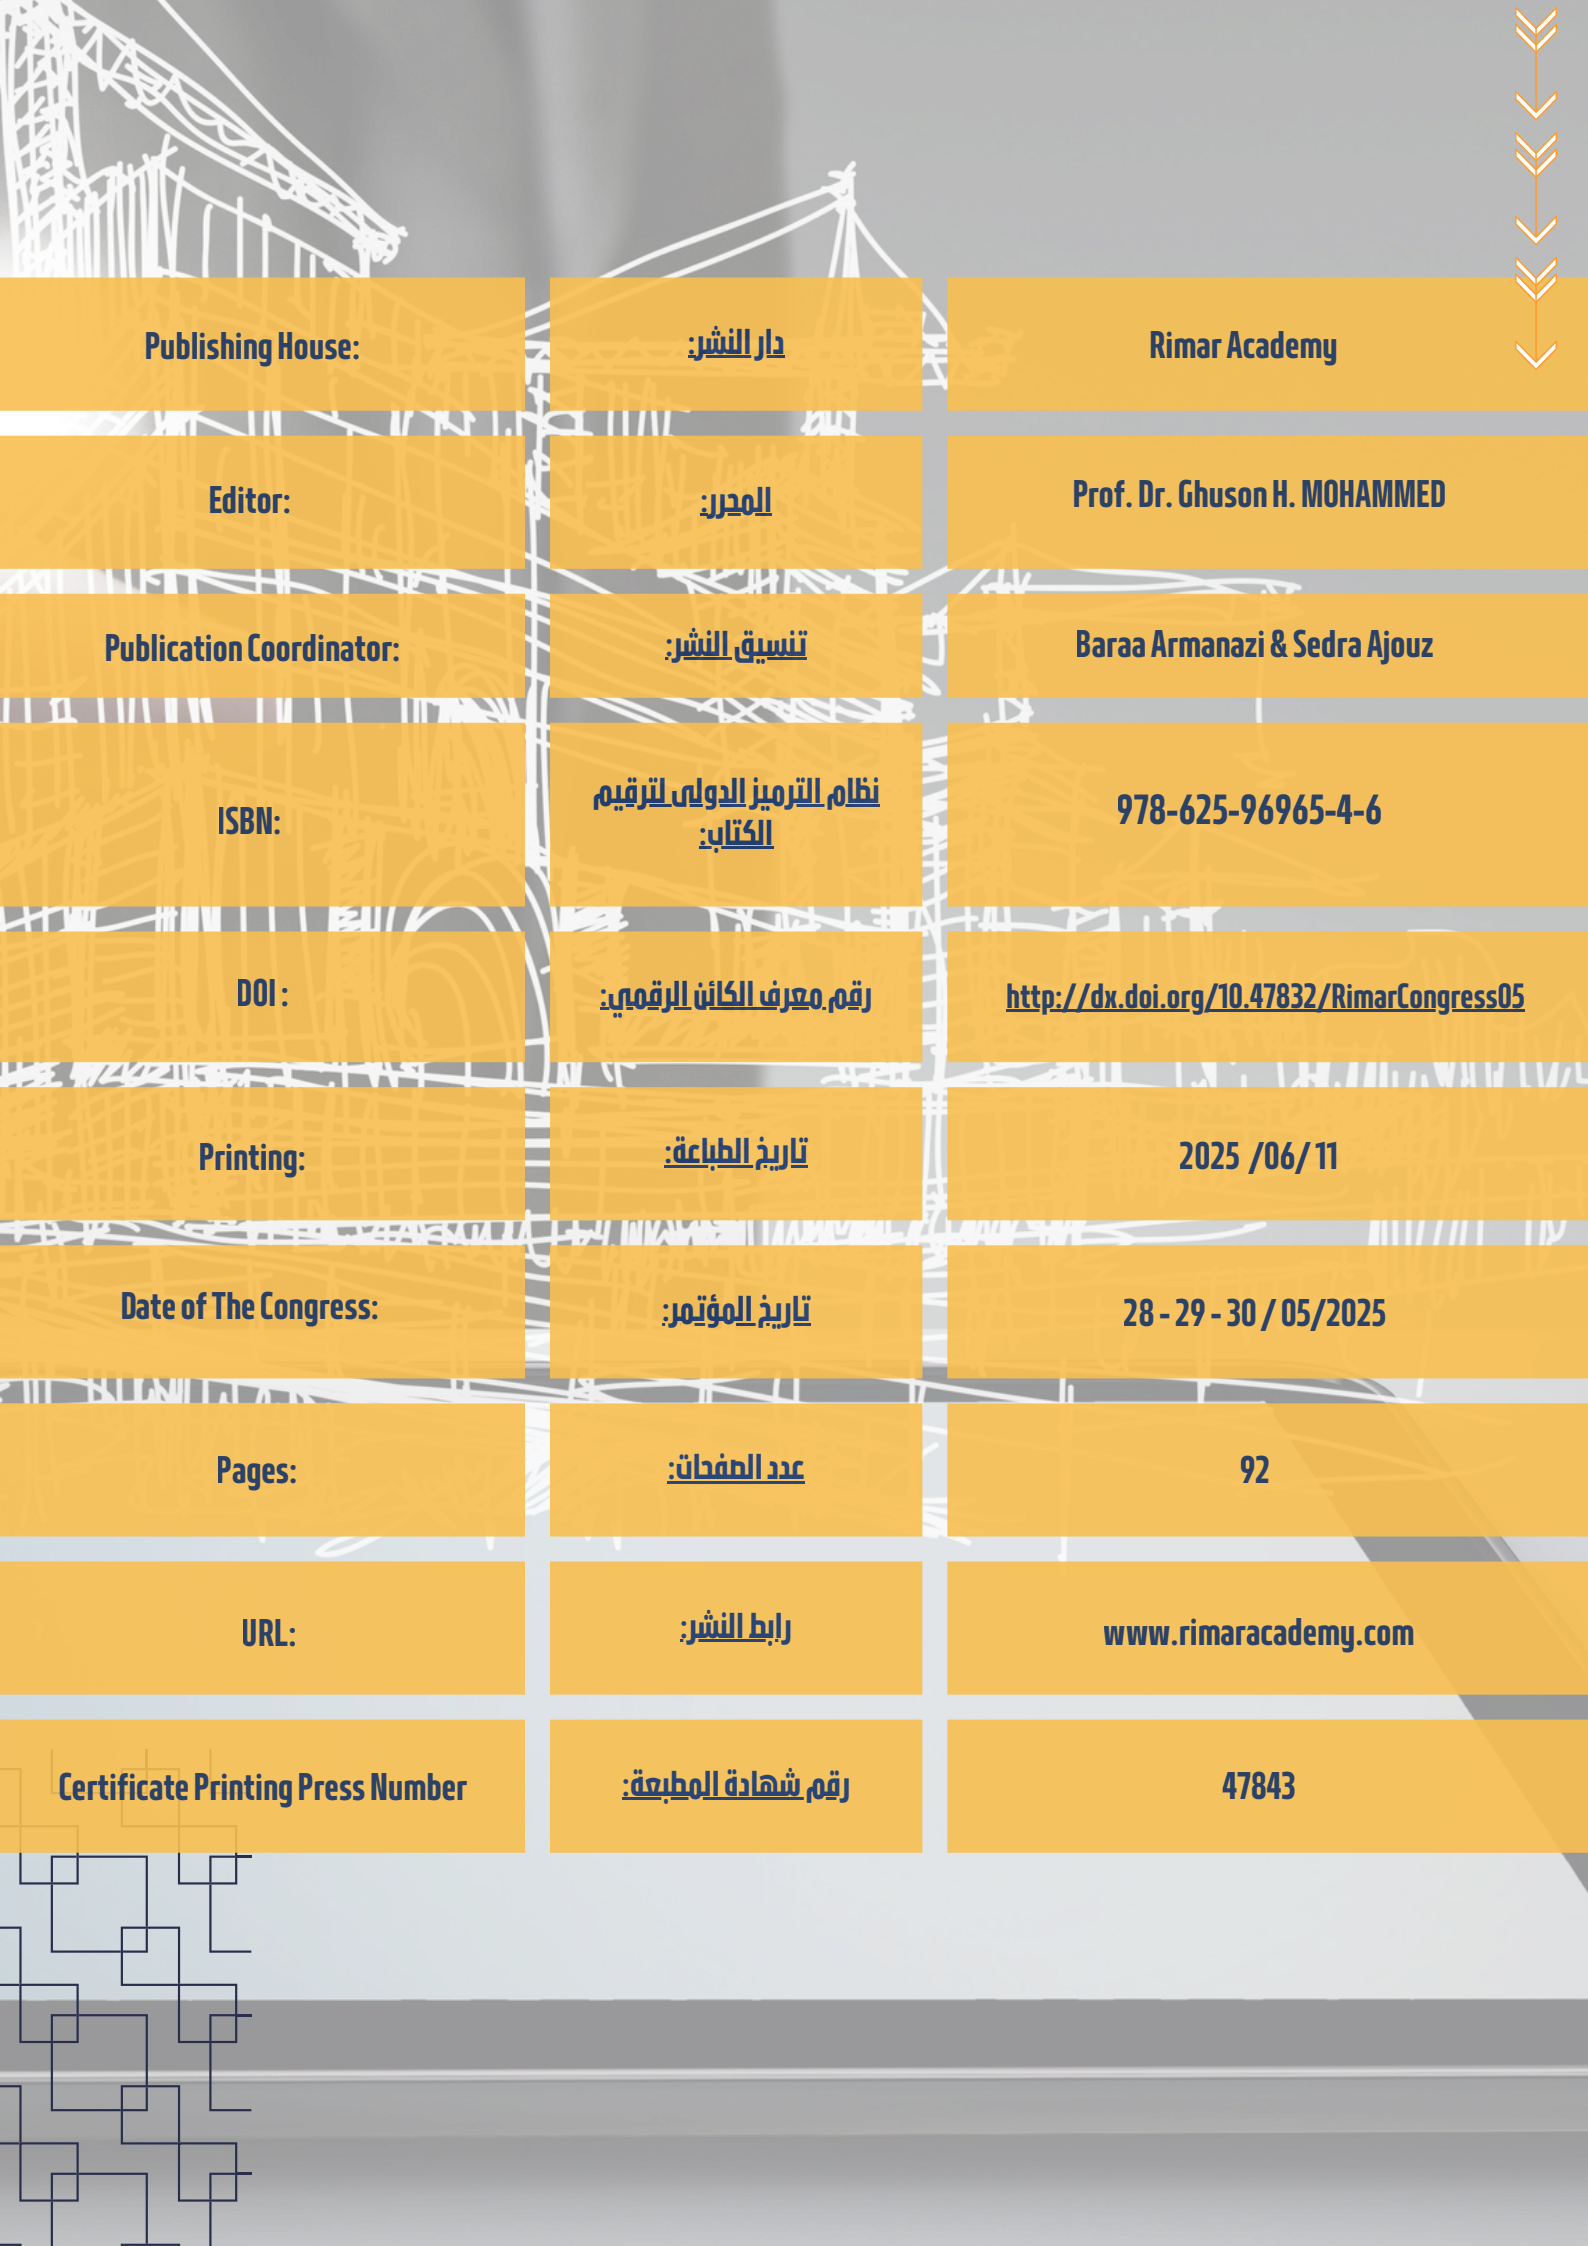 Publishing House:
دار النشر:
Rimar Academy
Editor:
المحرر:
Prof. Dr. Ghuson H. MOHAMMED
Publication Coordinator:
تنسيق النشر:
Baraa Armanazi & Sedra Ajouz
ISBN:
نظام الترميز الدولى لترقيم
الكتاب:
978-625-96965-4-6
DOI :
رقم معرف الكائن الرقمي:
http://dx.doi.org/10.47832/RimarCongress05
Printing:
تاريخ الطباعة:
2025 /06/ 11
Date of The Congress:
تاريخ المؤتمر:
28 - 29 - 30 / 05/2025
Pages:
عدد الصفحات:
92
URL:
رابط النشر:
www.rimaracademy.com
Certificate Printing Press Number
رقم شهادة المطبعة:
47843